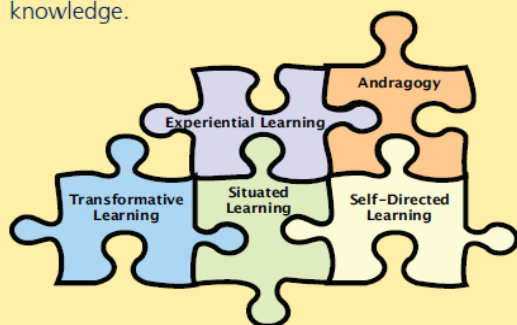 knowledge.
Andragogy
Experiential Learning
Transformative
Learning
Situated
Learning
Self-Directed
Learning